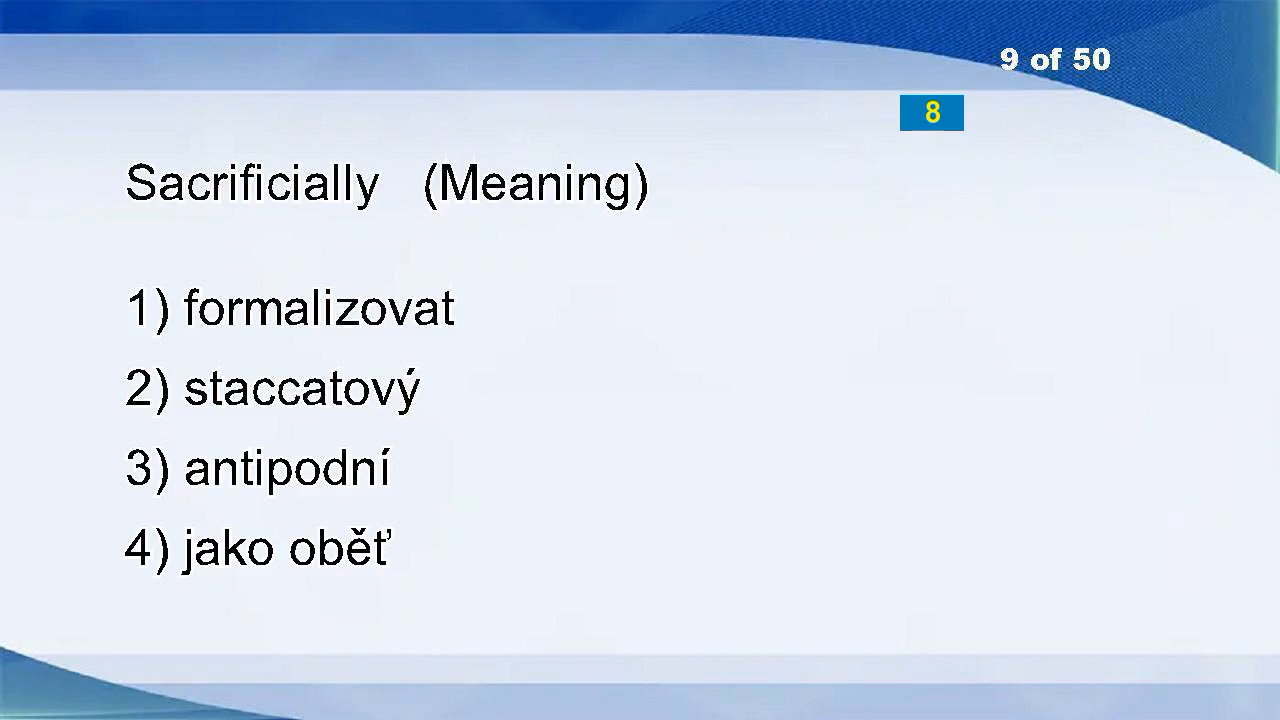 9 of 50
8
Sacrificially (Meaning)
1) formalizovat
2) staccatový
3) antipodní
4) jako oběť